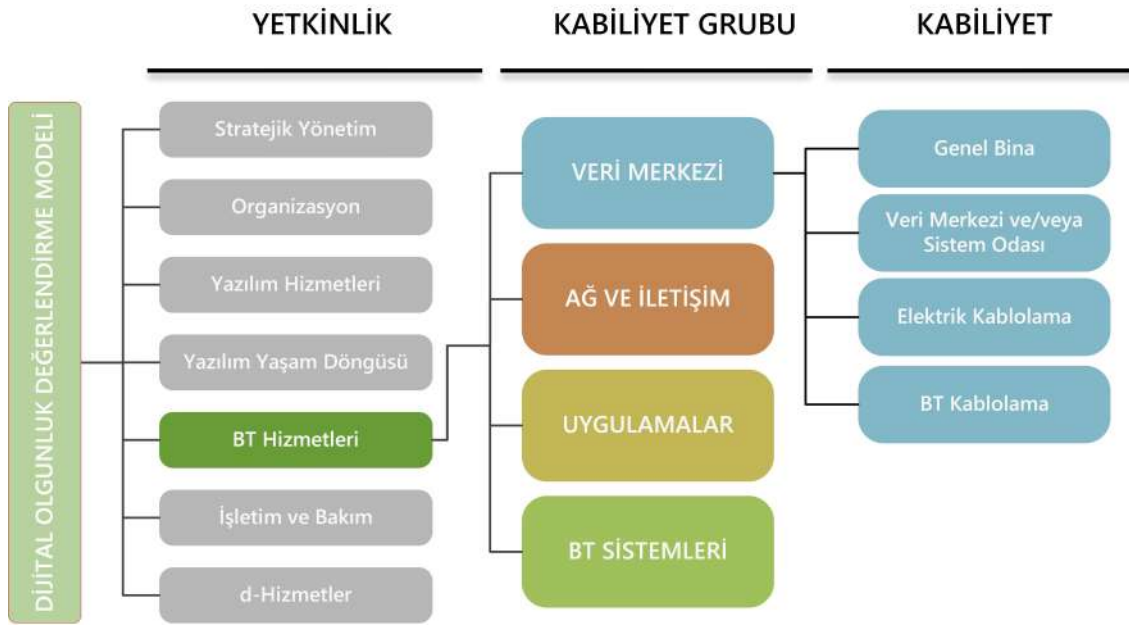 YETKİNLİK
KABİLİYET GRUBU
KABİLİYET
DİJİTAL OLGUNLUK DEĞERLENDİRME MODELİ
Stratejik Yönetim
Organizasyon
Yazılım Hizmetleri
Yazılım Yaşam Döngüsü
BT Hizmetleri
İşletim ve Bakım
d-Hizmetler
VERİ MERKEZİ
AĞ VE İLETİŞİM
UYGULAMALAR
BT SİSTEMLERİ
Genel Bina
Veri Merkezi ve/veya
Sistem Odası
Elektrik Kablolama
BT Kablolama